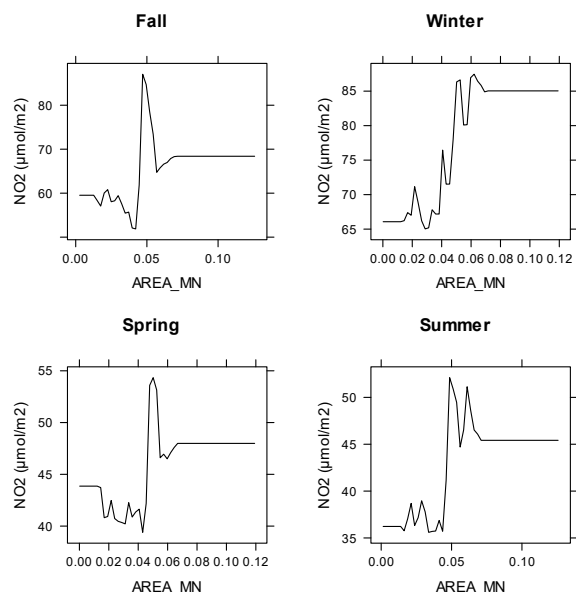 Fall
NO2 (µmol/m2)
80
70
60
0.00 0.05 0.10
AREA_MN
Winter
NO2 (µmol/m2)
85
80
75
70
65
0.00 0.02 0.04 0.06 0.08 0.10 0.12
AREA_MN
Spring
NO2 (µmol/m2)
55
50
45
40
0.00 0.02 0.04 0.06 0.08 0.10 0.12
AREA_MN
Summer
NO2 (µmol/m2)
50
45
40
35
0.00 0.05 0.10
AREA_MN